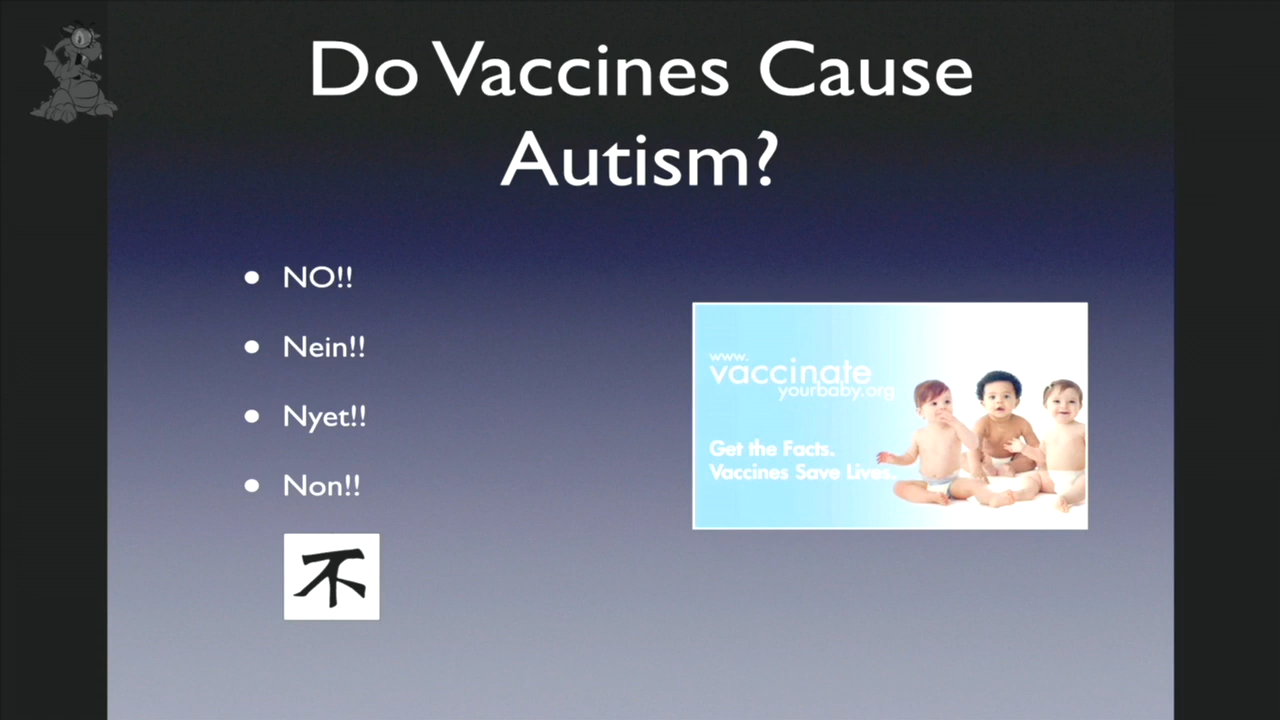 Do Vaccines Cause
Autism?
NO!!
Nein!!
Nyet!!
Non!!
不
www.
vaccinate
yourbaby.org
Get the Facts.
Vaccines Save Lives.